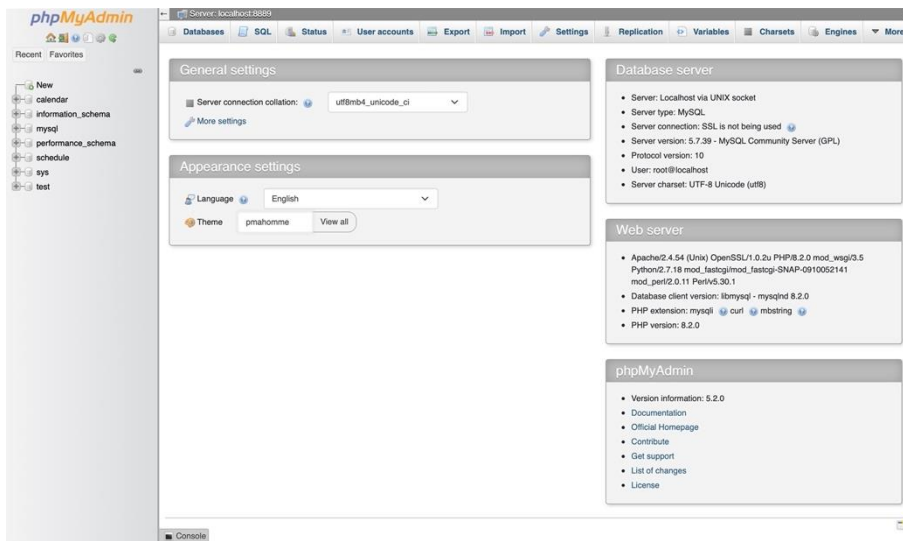 phpMyAdmin
Recent Favorites
New
calendar
information_schema
mysql
performance_schema
schedule
sys
test
Server: localhost:8889
Databases SQL Status User accounts Export Import Settings Replication Variables Charsets Engines More
General settings
Server connection collation: utf8mb4_unicode_ci
More settings
Appearance settings
Language English
Theme pmahomme View all
Database server
Server: Localhost via UNIX socket
Server type: MySQL
Server connection: SSL is not being used
Server version: 5.7.39 - MySQL Community Server (GPL)
Protocol version: 10
User: root@localhost
Server charset: UTF-8 Unicode (utf8)
Web server
Apache/2.4.54 (Unix) OpenSSL/1.0.2u PHP/8.2.0 mod_wsgi/3.5
Python/2.7.18 mod_fastcgi/mod_fastcgi-SNAP-0910052141
mod_perl/2.0.11 Perl/v5.30.1
Database client version: libmysql - mysqlnd 8.2.0
PHP extension: mysqli curl mbstring
PHP version: 8.2.0
phpMyAdmin
Version information: 5.2.0
Documentation
Official Homepage
Contribute
Get support
List of changes
License
Console